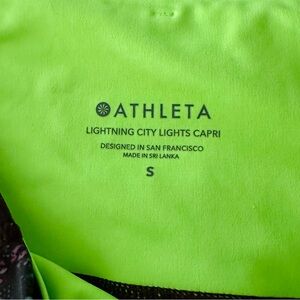 ATHLETA
LIGHTNING CITY LIGHTS CAPRI
DESIGNED IN SAN FRANCISCO
MADE IN SRI LANKA
S